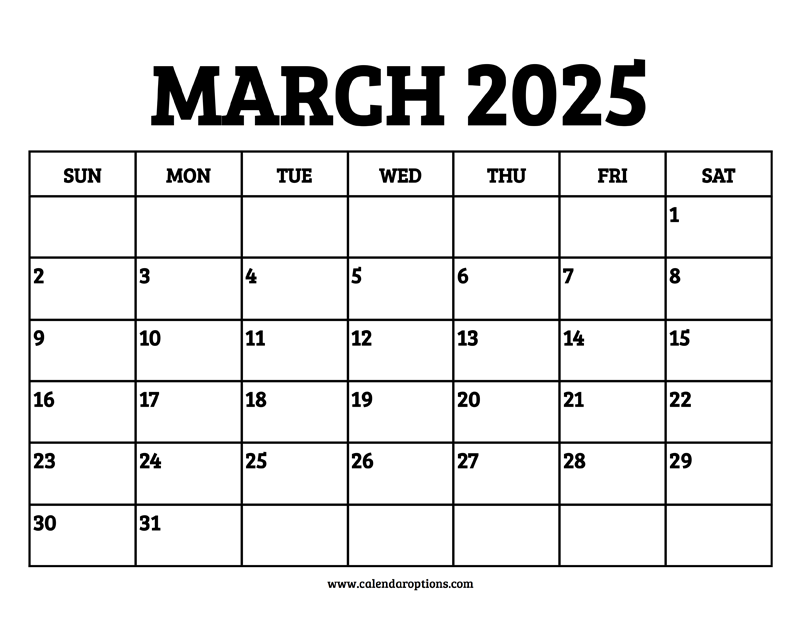 MARCH 2025
SUN MON TUE WED THU FRI SAT
1
2 3 4 5 6 7 8
9 10 11 12 13 14 15
16 17 18 19 20 21 22
23 24 25 26 27 28 29
30 31
www.calendaroptions.com